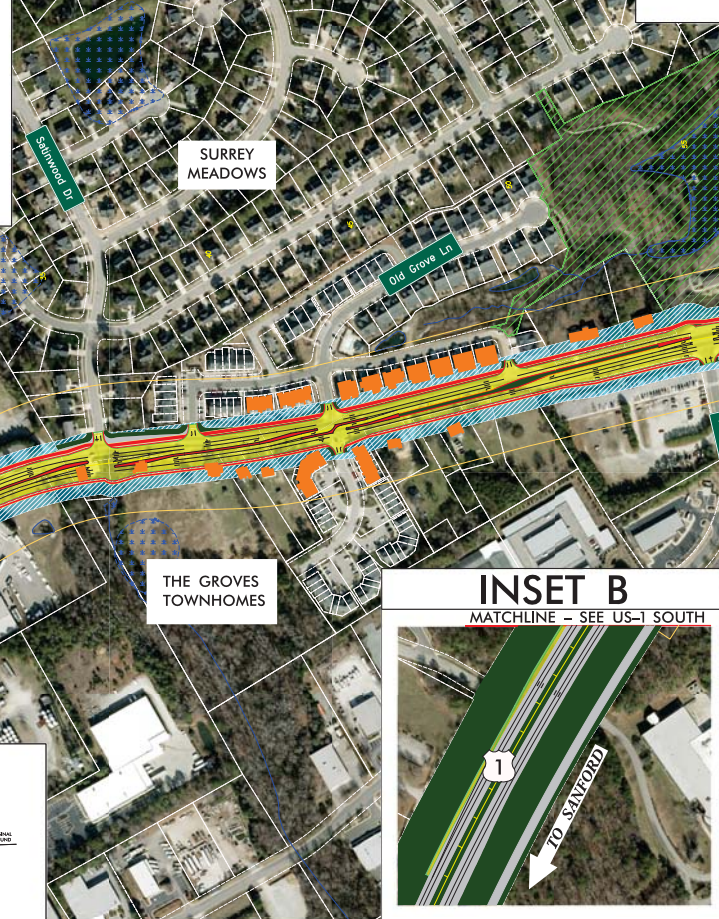 Satinwood Dr
SURREY
MEADOWS
Old Grove Ln
THE GROVES
TOWNHOMES
INSET B
MATCHLINE – SEE US–1 SOUTH
1
TO SANFORD